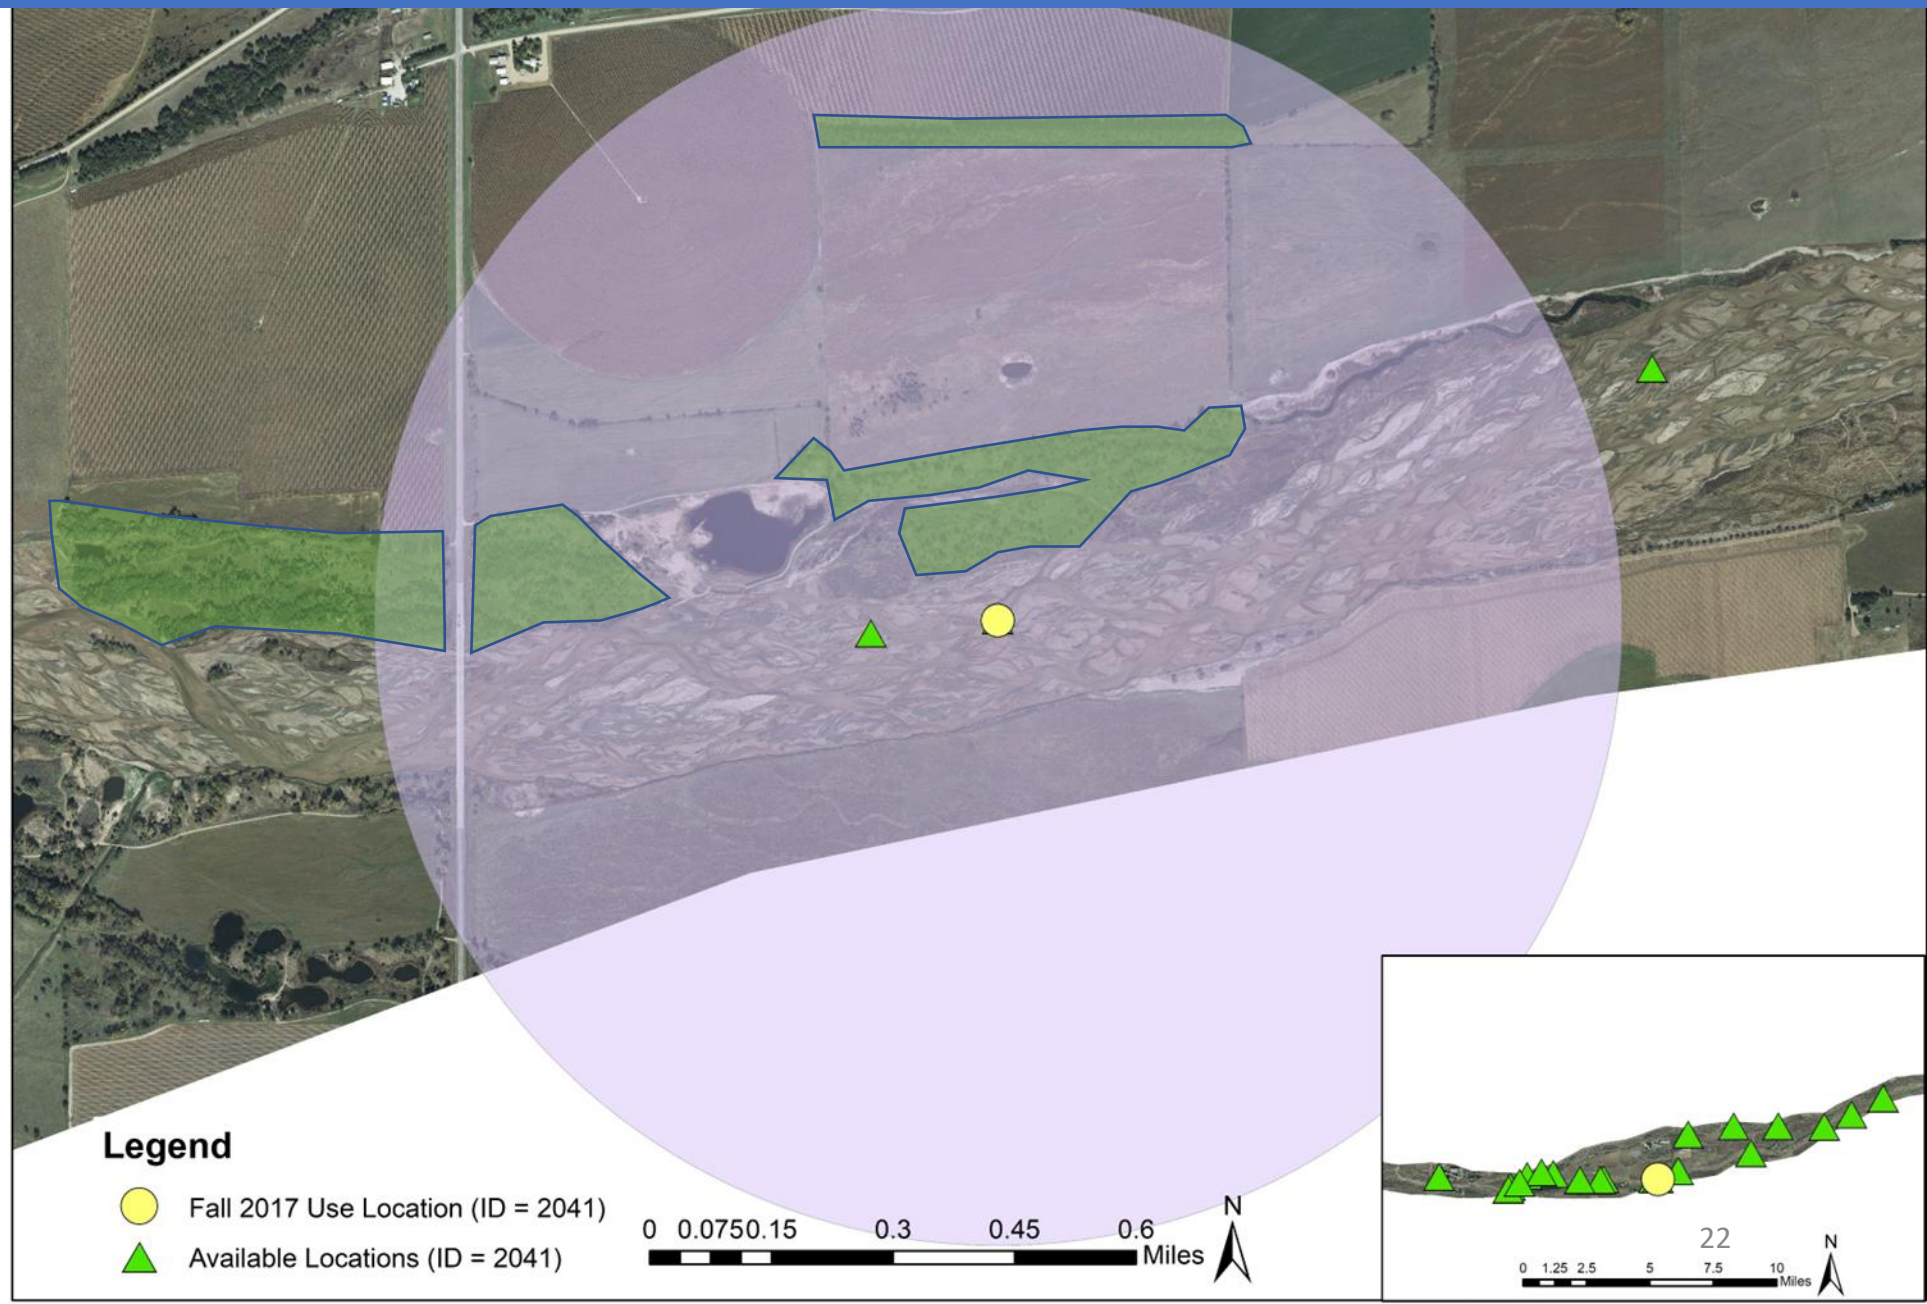 Legend
Fall 2017 Use Location (ID = 2041)
Available Locations (ID = 2041)
0 0.0750.15 0.3 0.45 0.6
Miles
N
22
N
0 1.25 2.5 5 7.5 10
Miles